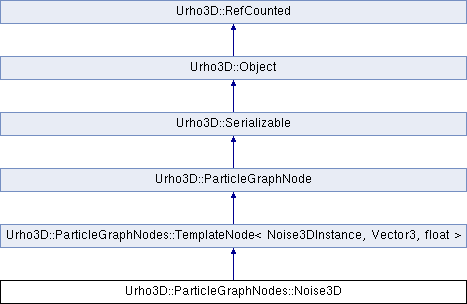 Urho3D::RefCounted
Urho3D::Object
Urho3D::Serializable
Urho3D::ParticleGraphNode
Urho3D::ParticleGraphNodes::TemplateNode< Noise3DInstance, Vector3, float >
Urho3D::ParticleGraphNodes::Noise3D